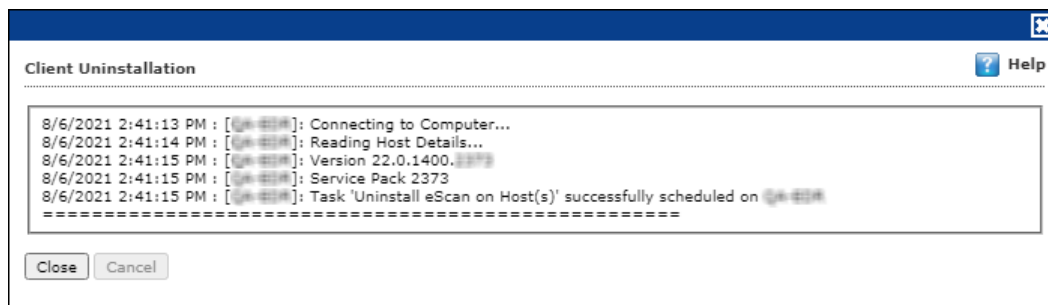 Client Uninstallation
Help
8/6/2021 2:41:13 PM : [ ]: Connecting to Computer...
8/6/2021 2:41:14 PM : [ ]: Reading Host Details...
8/6/2021 2:41:15 PM : [ ]: Version 22.0.1400.
8/6/2021 2:41:15 PM : [ ]: Service Pack 2373
8/6/2021 2:41:15 PM : [ ]: Task 'Uninstall eScan on Host(s)' successfully scheduled on
====================================================
Close Cancel